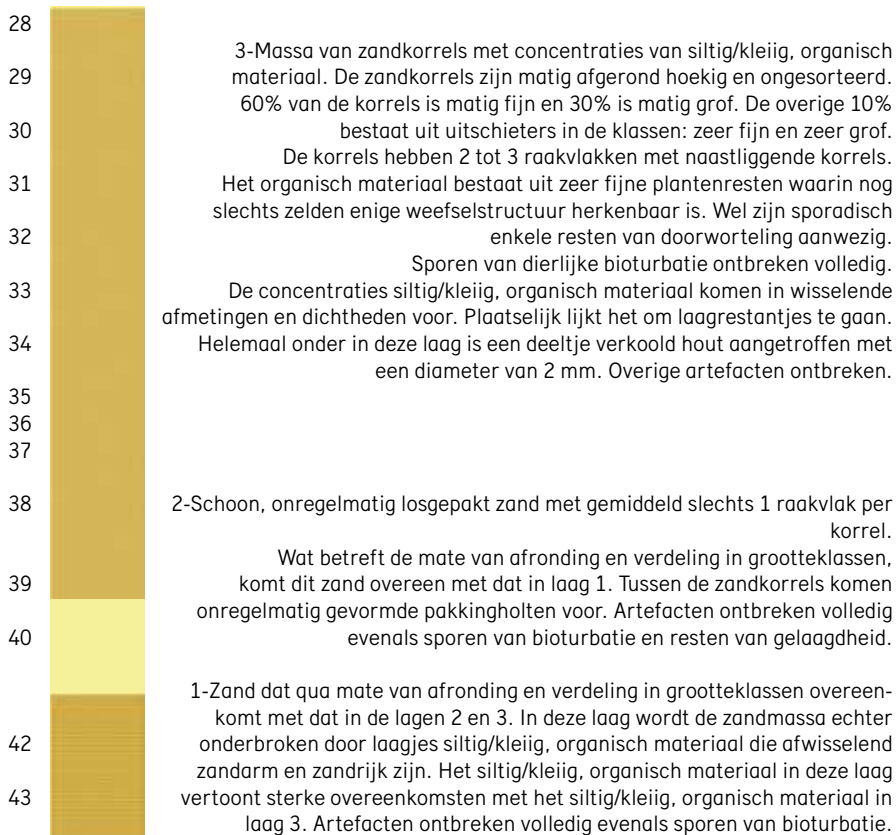 28
3-Massa van zandkorrels met concentraties van siltig/kleiig, organisch
29 materiaal. De zandkorrels zijn matig afgerond hoekig en ongesorteerd.
60% van de korrels is matig fijn en 30% is matig grof. De overige 10%
30 bestaat uit uitschieters in de klassen: zeer fijn en zeer grof.
De korrels hebben 2 tot 3 raakvlakken met naastliggende korrels.
31 Het organisch materiaal bestaat uit zeer fijne plantenresten waarin nog
slechts zelden enige weefselstructuur herkenbaar is. Wel zijn sporadisch
32 enkele resten van doorworteling aanwezig.
Sporen van dierlijke bioturbatie ontbreken volledig.
33 De concentraties siltig/kleiig, organisch materiaal komen in wisselende
afmetingen en dichtheden voor. Plaatselijk lijkt het om laagrestantjes te gaan.
34 Helemaal onder in deze laag is een deeltje verkoold hout aangetroffen met
een diameter van 2 mm. Overige artefacten ontbreken.
35
36
37
38 2-Schoon, onregelmatig losgepakt zand met gemiddeld slechts 1 raakvlak per
korrel.
Wat betreft de mate van afronding en verdeling in grootteklassen,
39 komt dit zand overeen met dat in laag 1. Tussen de zandkorrels komen
onregelmatig gevormde pakkingholten voor. Artefacten ontbreken volledig
40 evenals sporen van bioturbatie en resten van gelaagdheid.
1-Zand dat qua mate van afronding en verdeling in grootteklassen overeen-
komt met dat in de lagen 2 en 3. In deze laag wordt de zandmassa echter
42 onderbroken door laagjes siltig/kleiig, organisch materiaal die afwisselend
zandarm en zandrijk zijn. Het siltig/kleiig, organisch materiaal in deze laag
43 vertoont sterke overeenkomsten met het siltig/kleiig, organisch materiaal in
laag 3. Artefacten ontbreken volledig evenals sporen van bioturbatie.